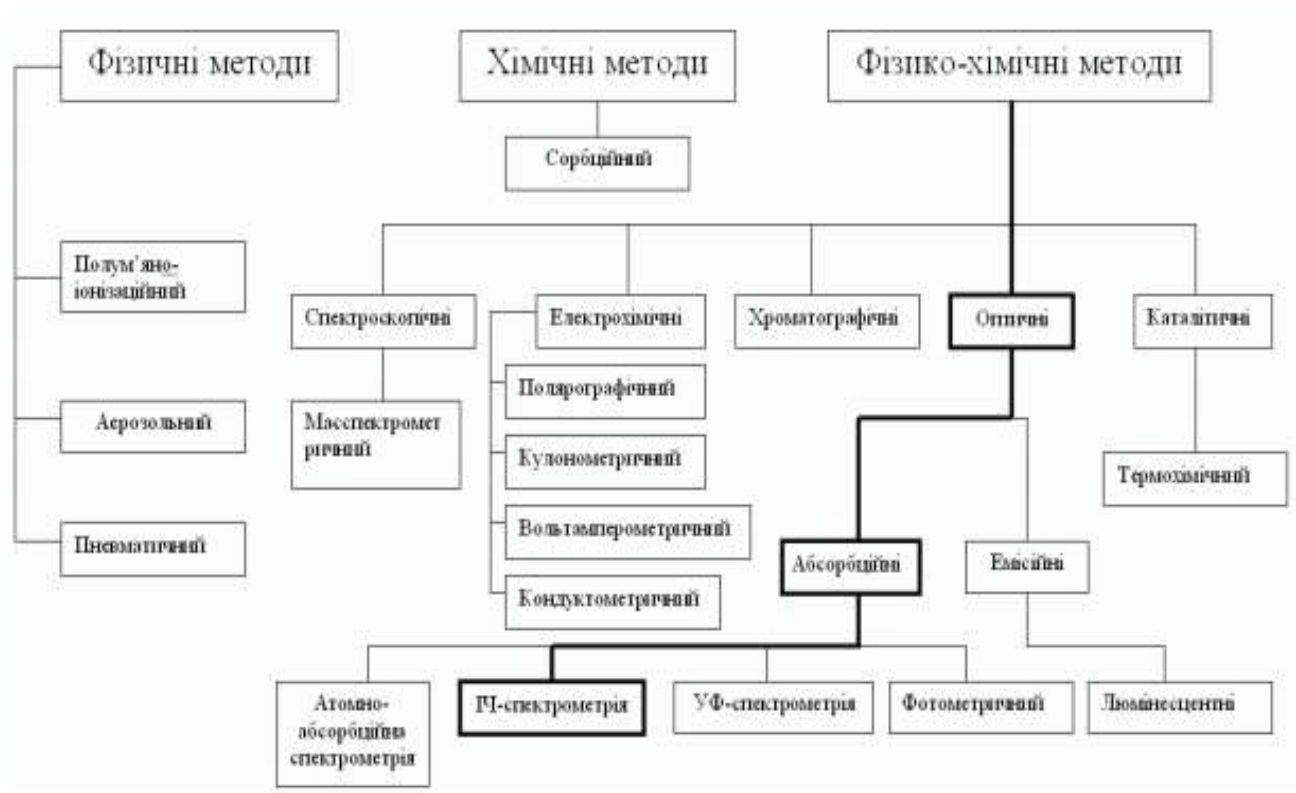 Фізичні методи
Хімічні методи
Фізико-хімічні методи
Сорбційний
Полум'яно-
іонізаційний
Спектроскопічні
Електрохімічні
Хроматографічні
Оптичні
Каталітичні
Полярографічний
Аерозольний
Масспектромет
ричний
Кулонометричний
Термохімічний
Вольтамперометричний
Пневматичний
Абсорбційні
Емісійні
Кондуктометричний
Атомно-
абсорбційна
спектрометрія
ІЧ-спектрометрія
УФ-спектрометрія
Фотометричний
Люмінесцентні